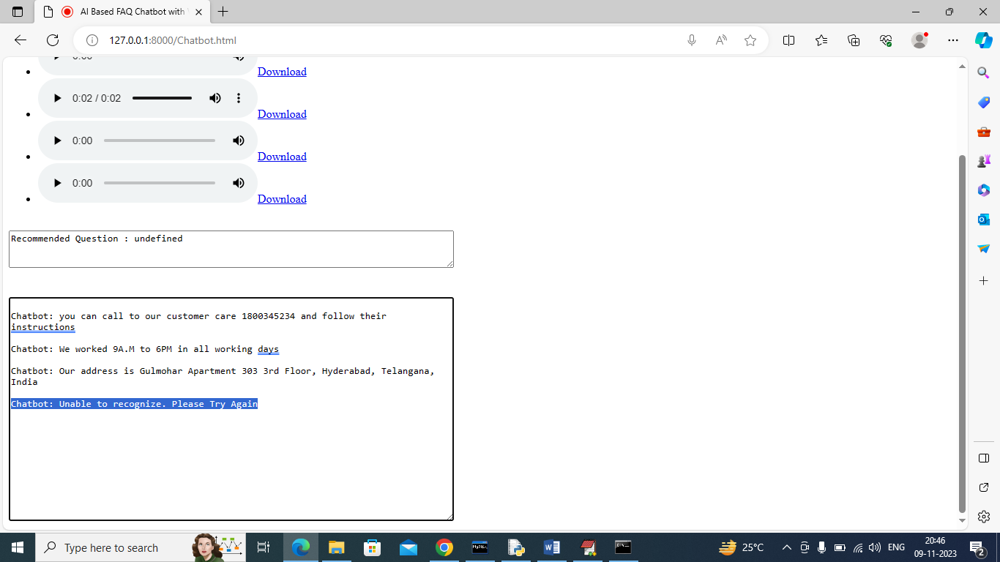 AI Based FAQ Chatbot with
127.0.0.1:8000/Chatbot.html
0:00
Download
0:02 / 0:02
Download
0:00
Download
0:00
Download
Recommended Question : undefined
Chatbot: you can call to our customer care 1800345234 and follow their
instructions
Chatbot: We worked 9A.M to 6PM in all working days
Chatbot: Our address is Gulmohar Apartment 303 3rd Floor, Hyderabad, Telangana,
India
Chatbot: Unable to recognize. Please Try Again
Type here to search
25°C
ENG
20:46
09-11-2023
2